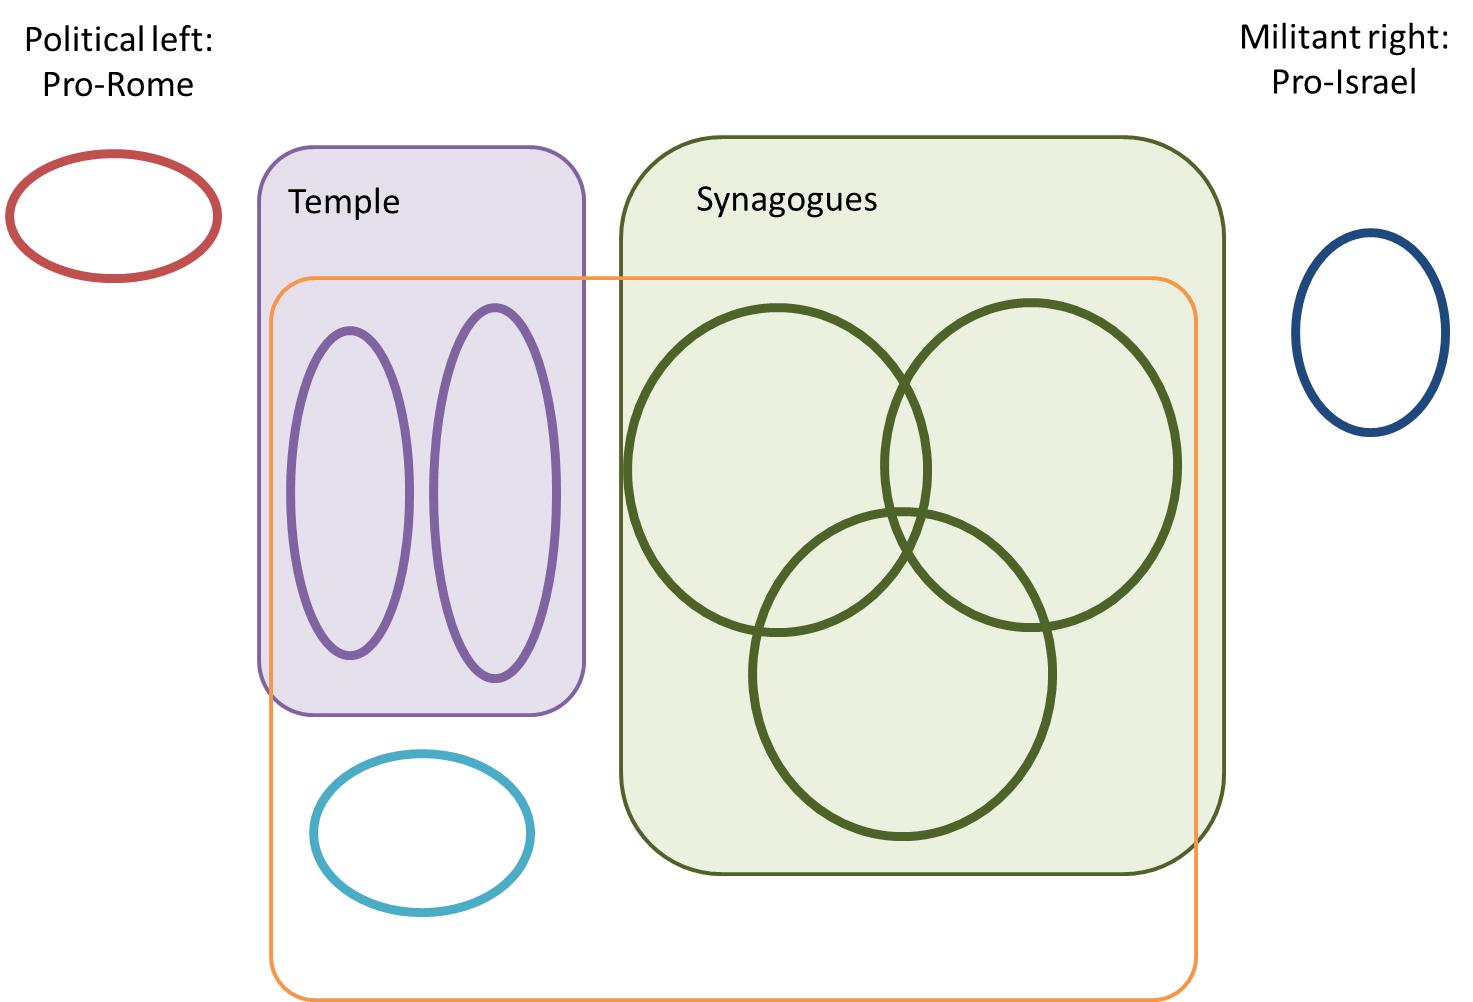 Political left:
Pro-Rome
Militant right:
Pro-Israel
Temple
Synagogues